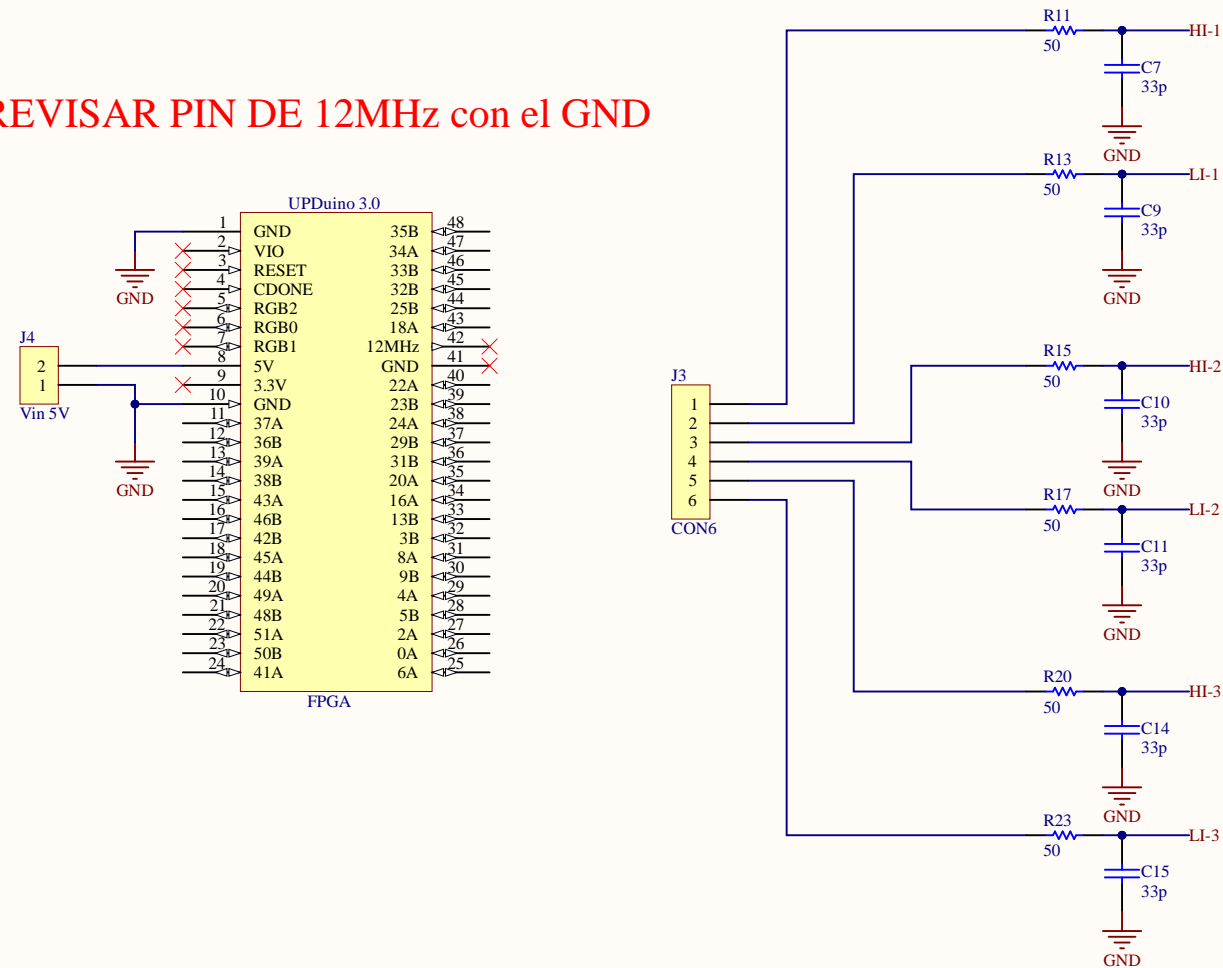 REVISAR PIN DE 12MHz con el GND
UPDuino 3.0
1 GND 35B 48
2 VIO 34A 47
3 RESET 33B 46
4 CDONE 32B 45
5 RGB2 25B 44
6 RGB0 18A 43
7 RGB1 12MHz 42
8 5V GND 41
9 3.3V 22A 40
10 GND 23B 39
11 37A 24A 38
12 36B 29B 37
13 39A 31B 36
14 38B 20A 35
15 43A 16A 34
16 46B 13B 33
17 42B 3B 32
18 45A 8A 31
19 44B 9B 30
20 49A 4A 29
21 48B 5B 28
22 51A 2A 27
23 50B 0A 26
24 41A 6A 25
FPGA
GND
J4
2
1
Vin 5V
GND
J3
1
2
3
4
5
6
CON6
R11
50
HI-1
C7
33p
GND
R13
50
LI-1
C9
33p
GND
R15
50
HI-2
C10
33p
GND
R17
50
LI-2
C11
33p
GND
R20
50
HI-3
C14
33p
GND
R23
50
LI-3
C15
33p
GND